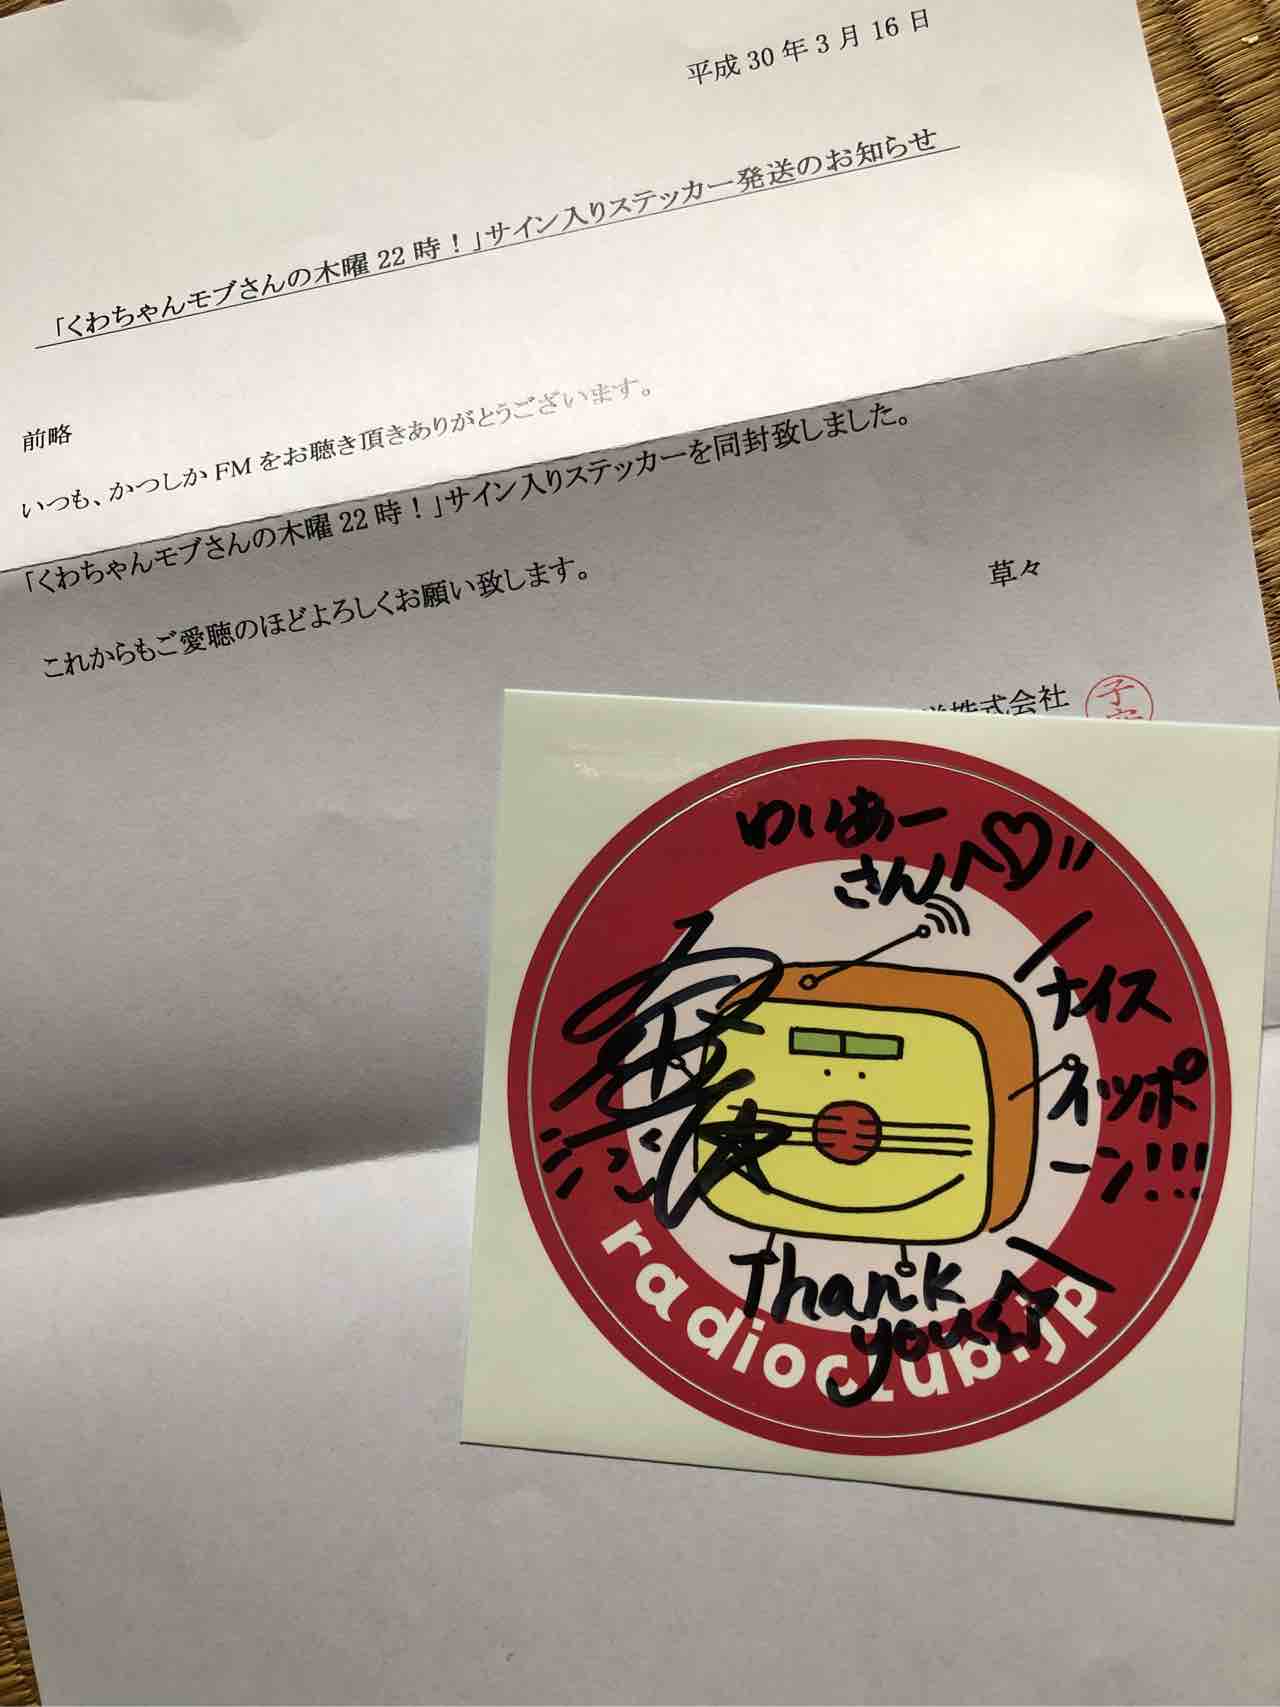 平成30年3月16日
「くわちゃんモブさんの木曜22時！」サイン入りステッカー発送のお知らせ
前略
いつも、かつしかFMをお聴き頂きありがとうございます。
「くわちゃんモブさんの木曜22時！」サイン入りステッカーを同封致しました。
これからもご愛聴のほどよろしくお願い致します。
草々
株式会社
さんへ♡
ナイス
イッポ
ーン!!!
Thank
you
radioclub.jp